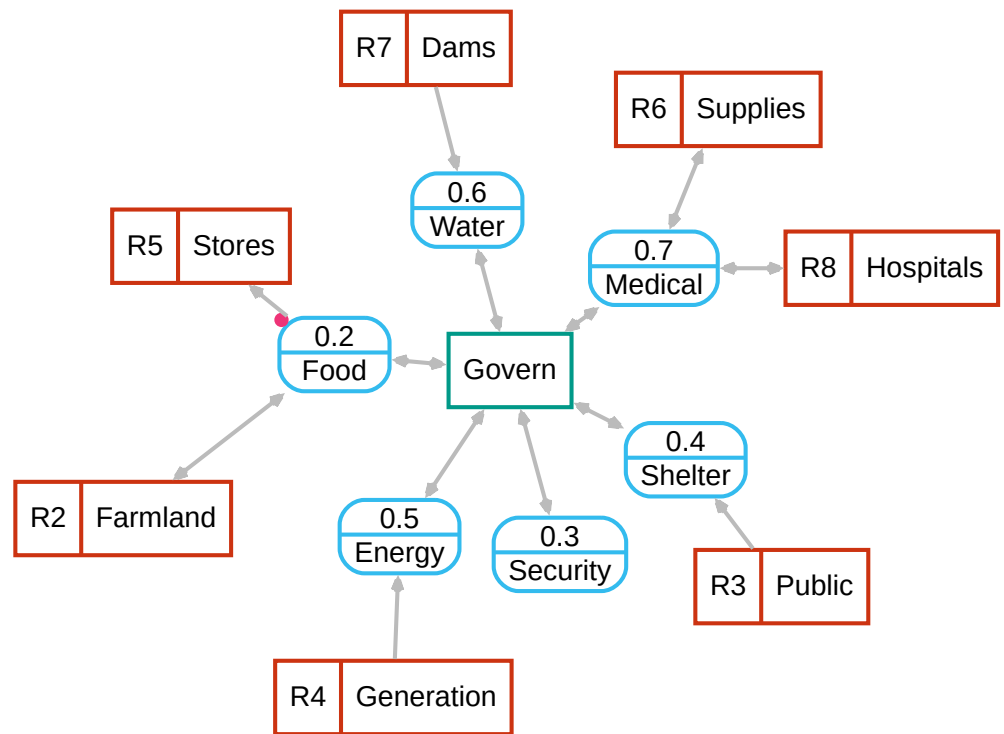 R7 Dams
R6 Supplies
0.6
Water
R5 Stores
0.7
Medical
R8 Hospitals
0.2
Food
Govern
0.4
Shelter
R2 Farmland
0.5
Energy
0.3
Security
R3 Public
R4 Generation